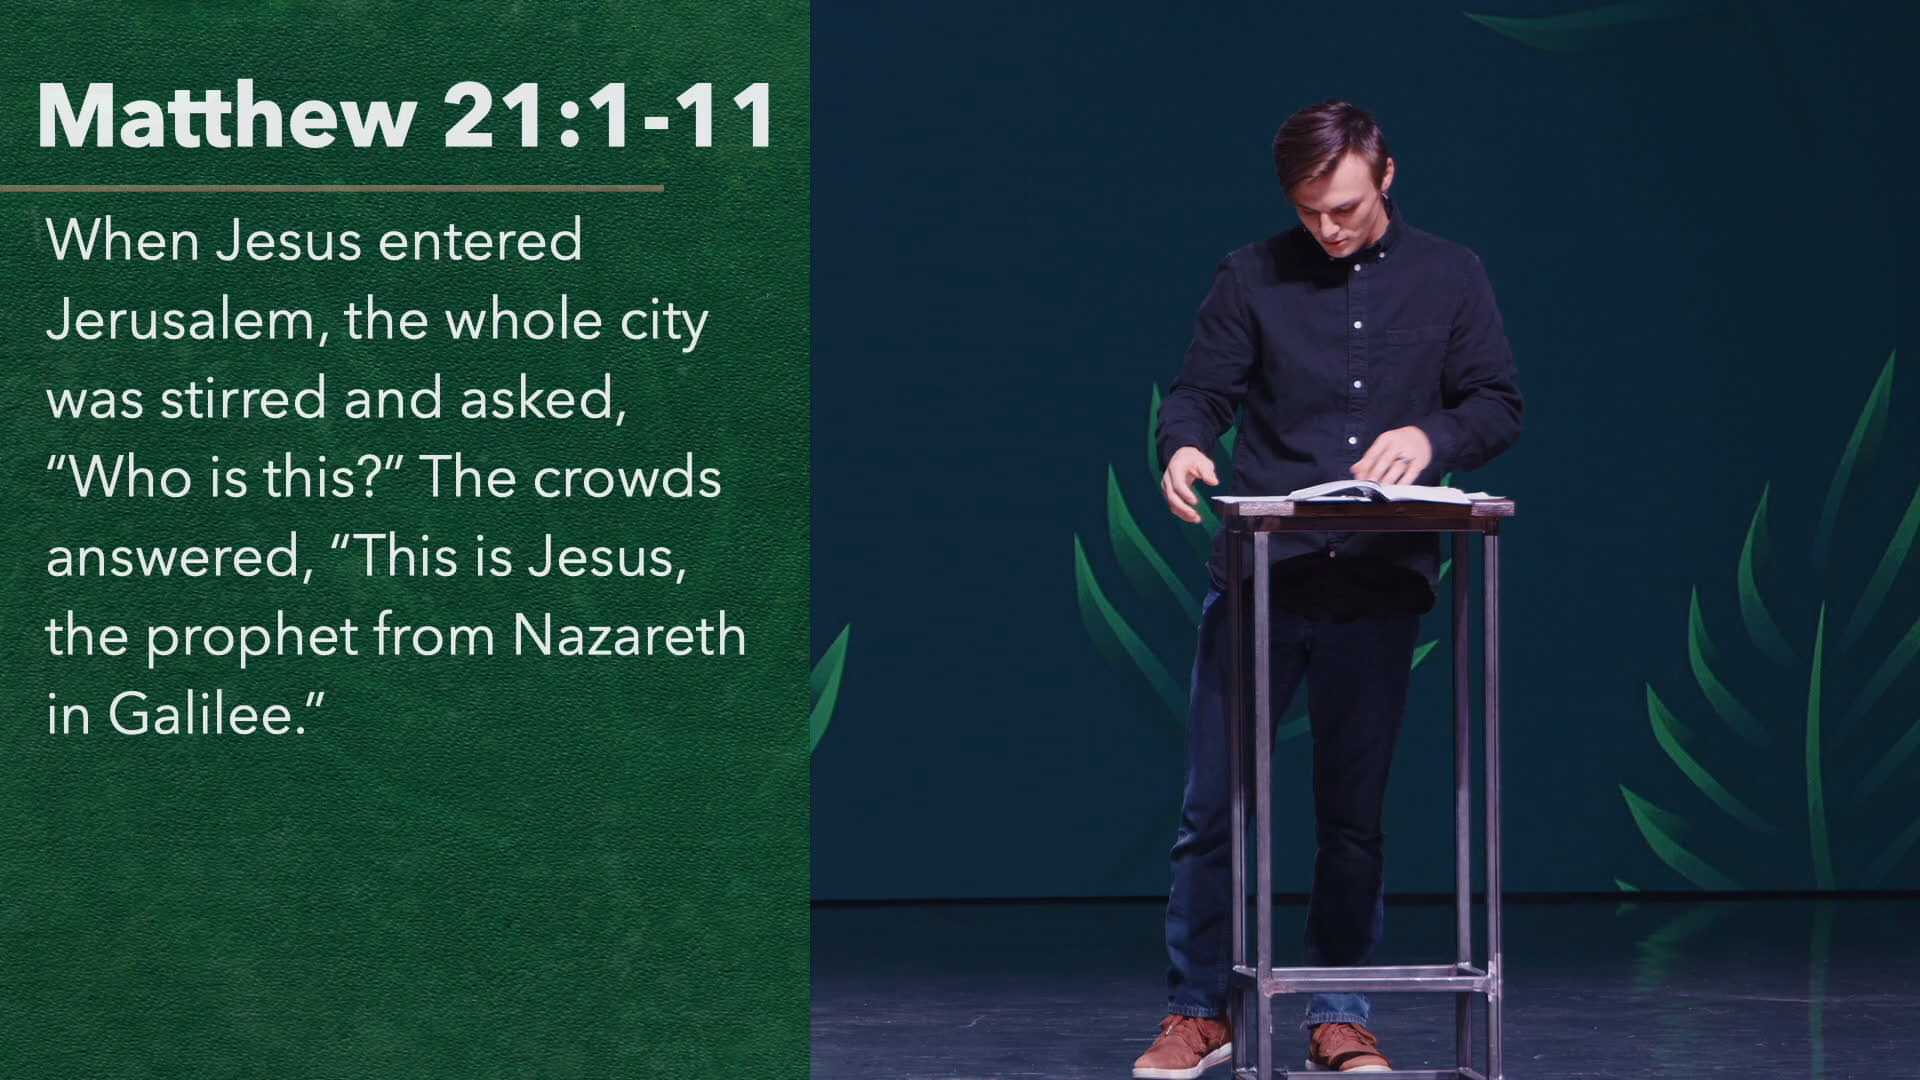 Matthew 21:1-11
When Jesus entered
Jerusalem, the whole city
was stirred and asked,
“Who is this?” The crowds
answered, “This is Jesus,
the prophet from Nazareth
in Galilee.”